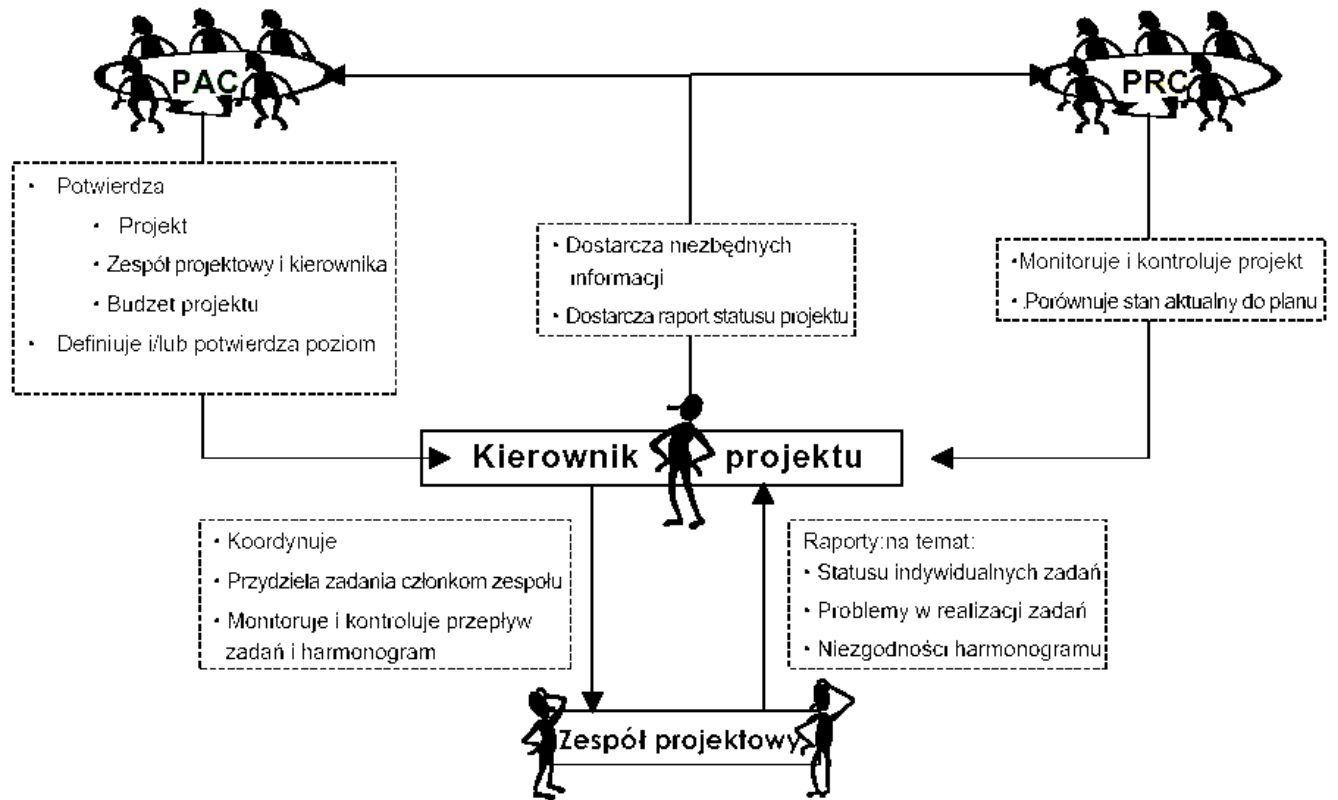 PAC
PRC
• Potwierdza
• Projekt
• Zespół projektowy i kierownika
• Budżet projektu
• Definiuje i/lub potwierdza poziom
• Dostarcza niezbędnych
informacji
• Dostarcza raport statusu projektu
•Monitoruje i kontroluje projekt
• .Porównuje stan aktualny do planu
Kierownik projektu
• Koordynuje
• Przydziela zadania członkom zespołu
• Monitoruje i kontroluje przepływ
zadań i harmonogram
Raporty:na temat:
• Statusu indywidualnych zadań
• Problemy w realizacji zadań
• Niezgodności harmonogramu
Zespół projektowy